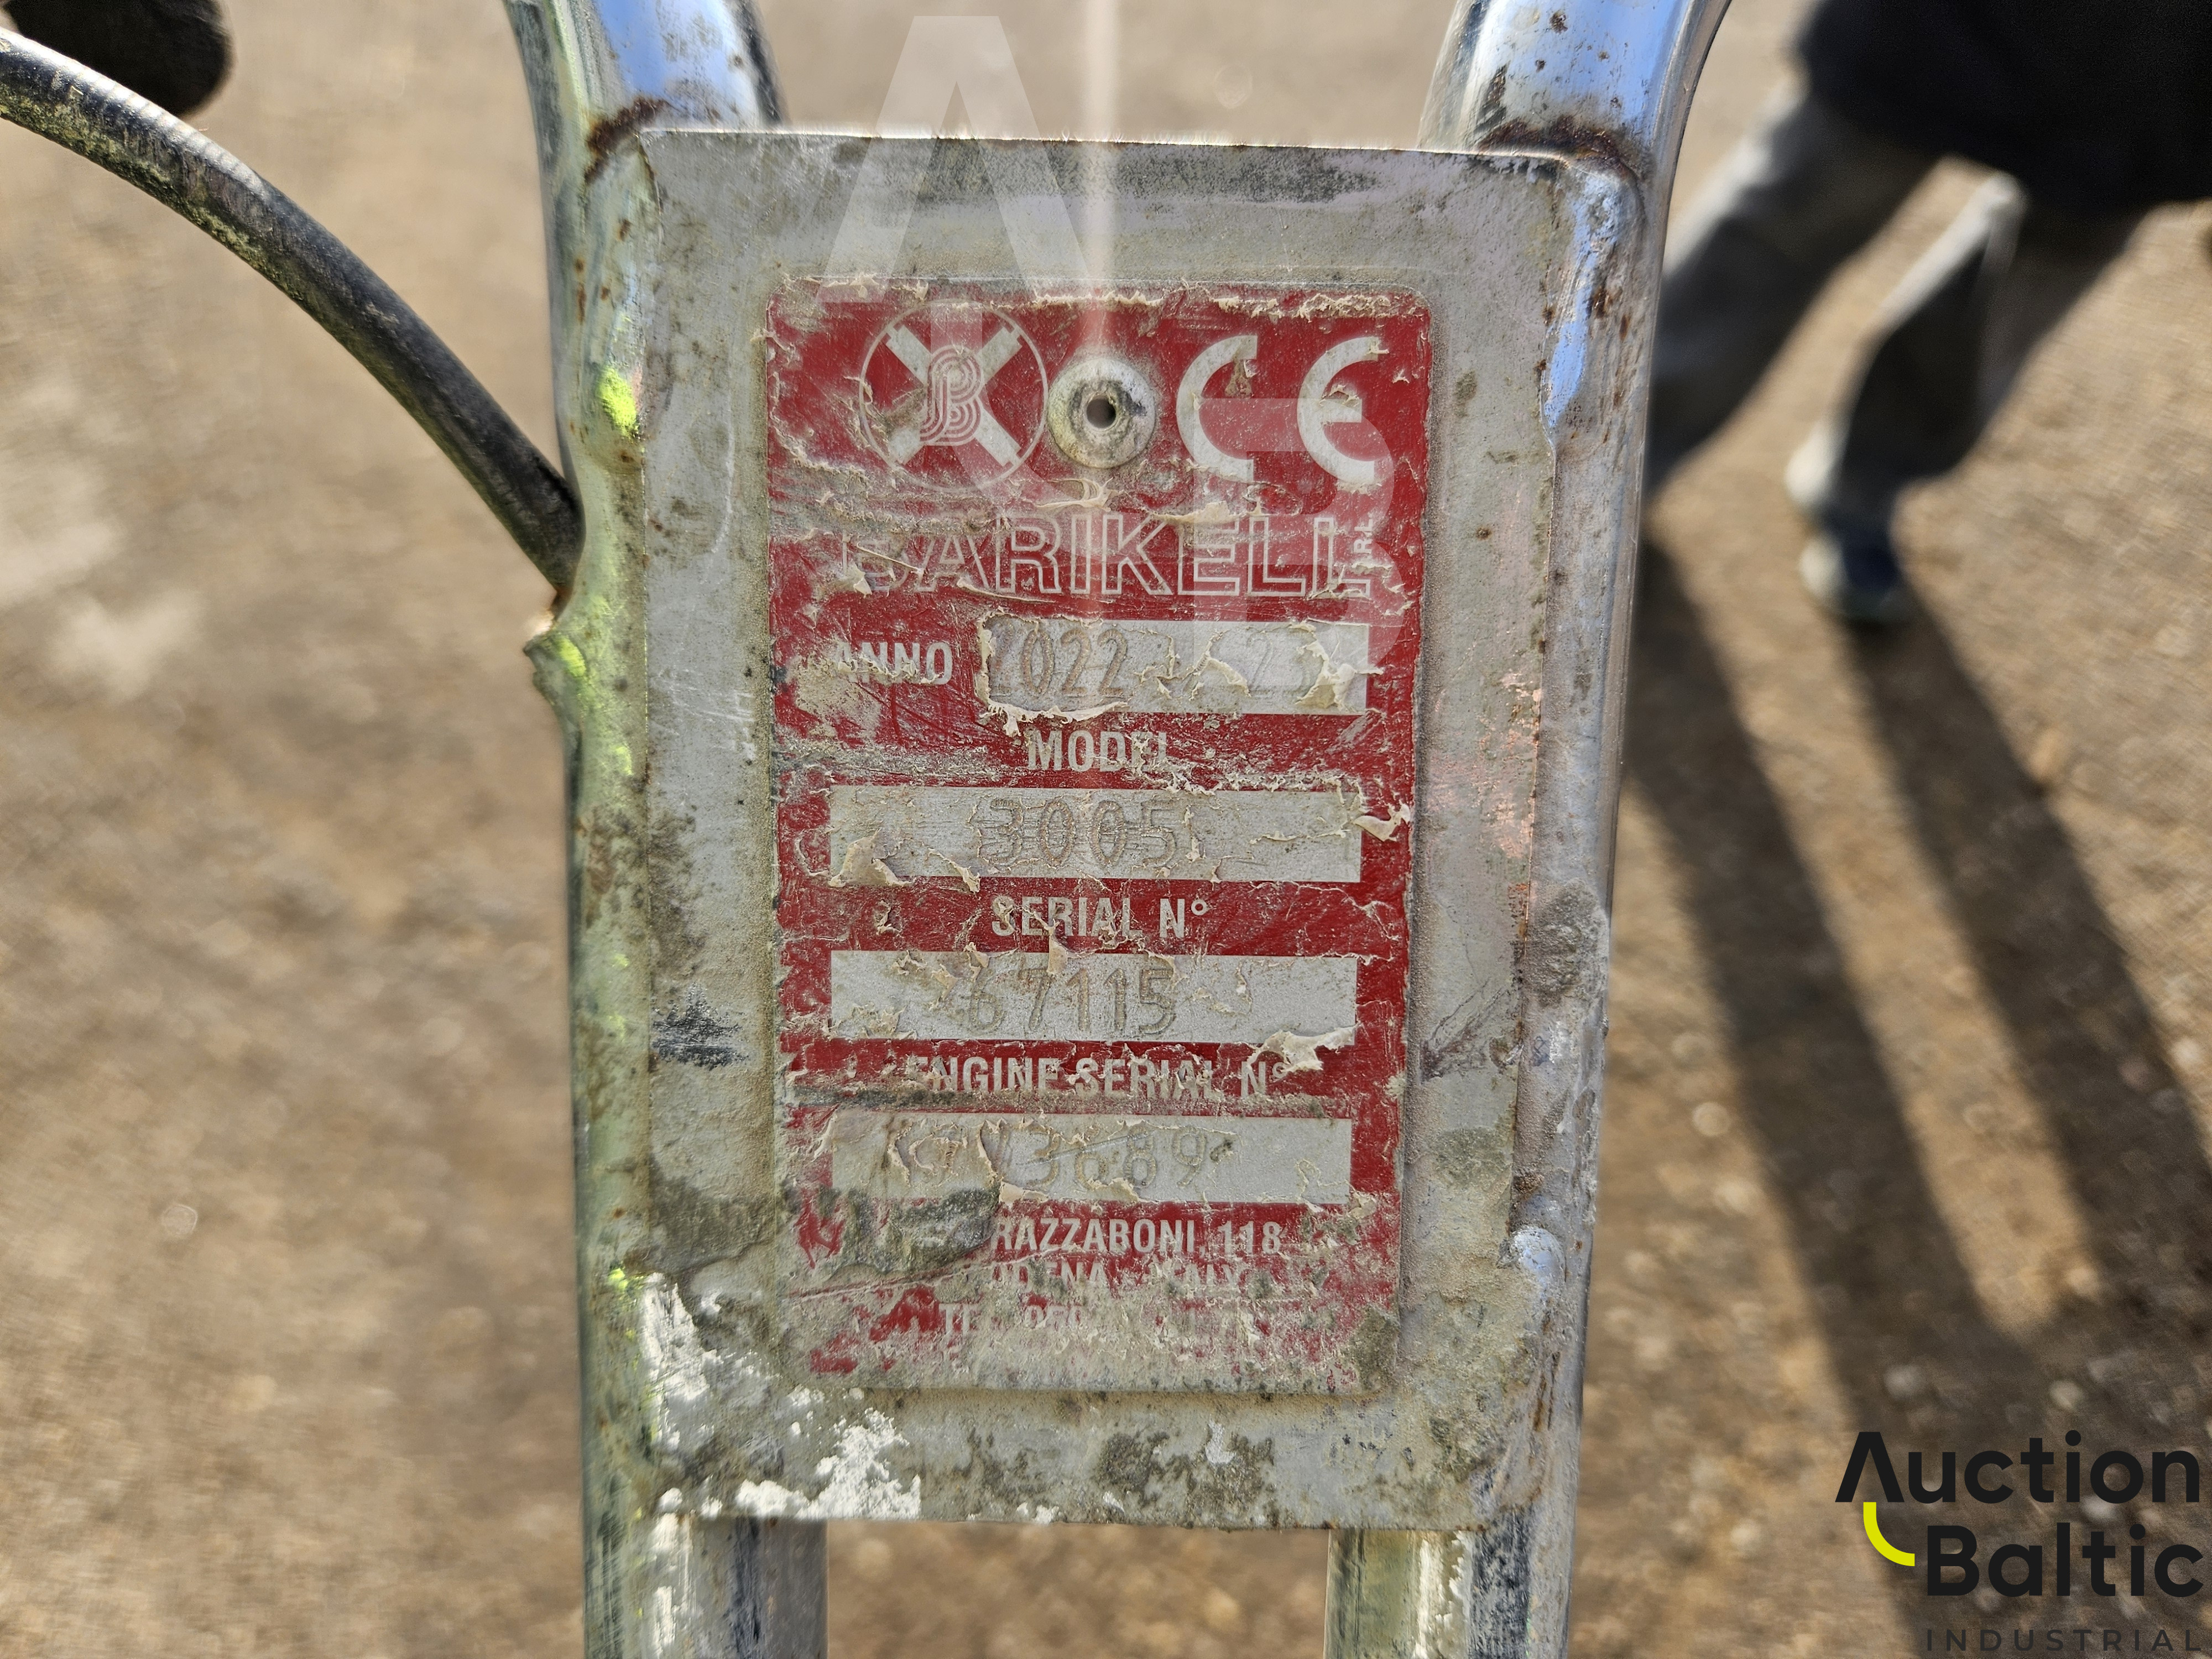 CE
BARIKELL S.R.L.
ANNO 2022
MODEL
3005
SERIAL N°
67115
ENGINE SERIAL N°
RAZZABONI, 118
Auction
Baltic
INDUSTRIAL